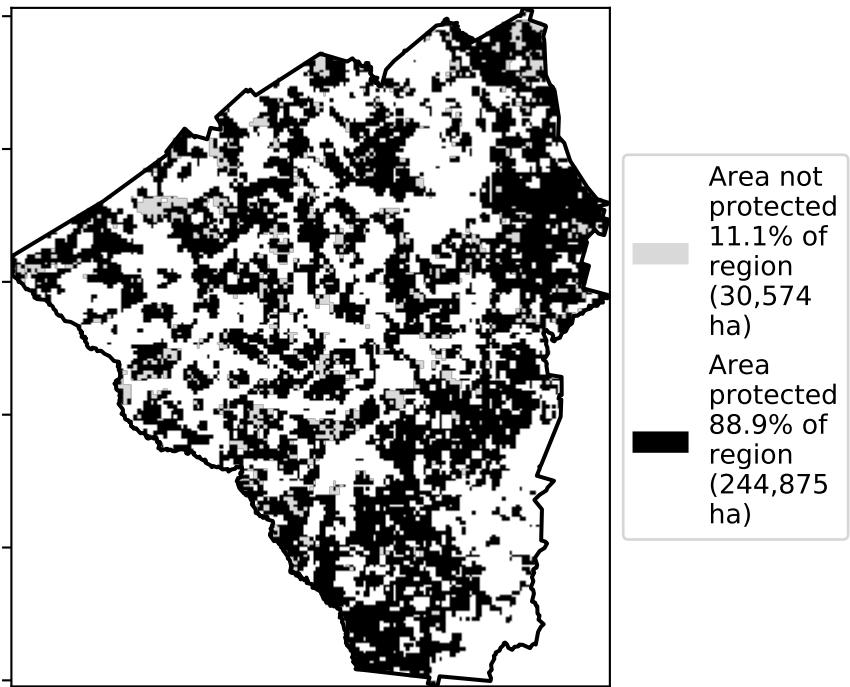 Area not
protected
11.1% of
region
(30,574
ha)
Area
protected
88.9% of
region
(244,875
ha)